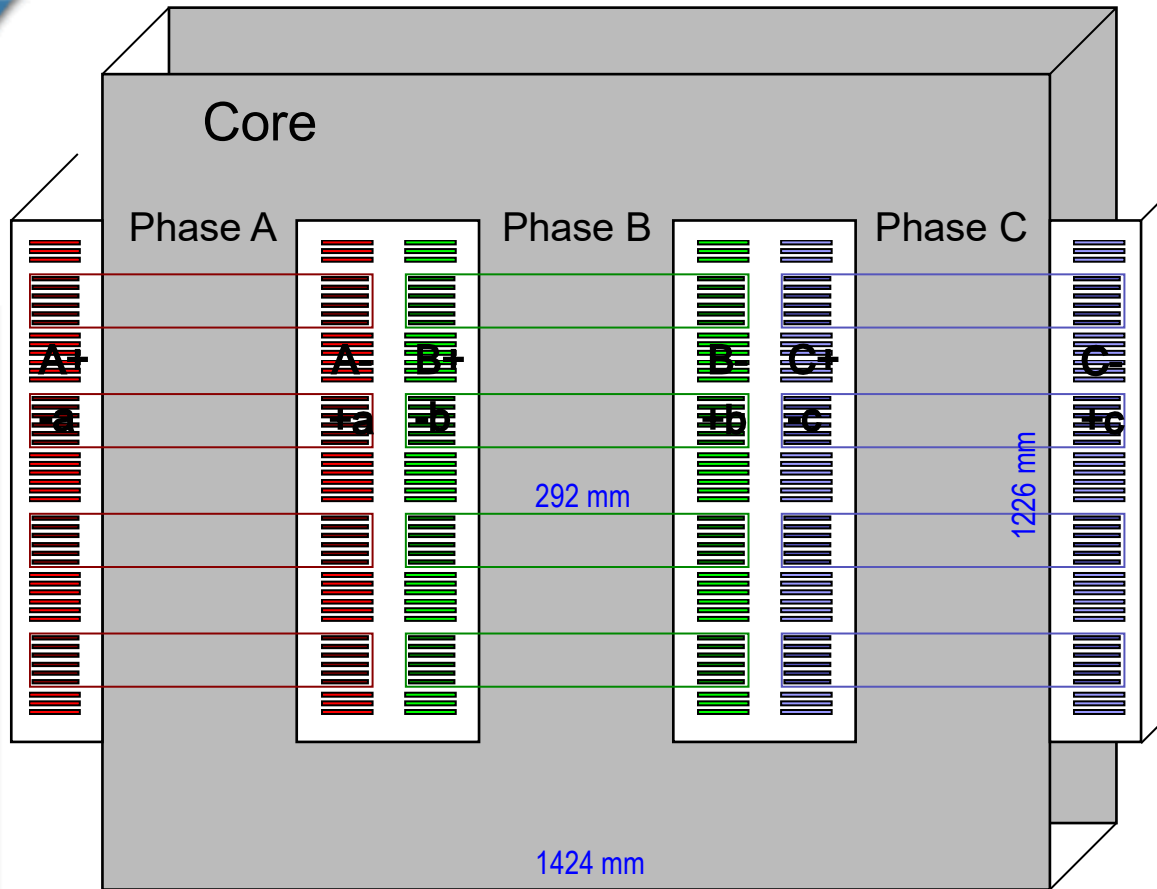 Core
Phase A
Phase B
Phase C
A+
A-
B+
B-
C+
C-
-a
+a
-b
+b
-c
+c
292 mm
1226 mm
1424 mm